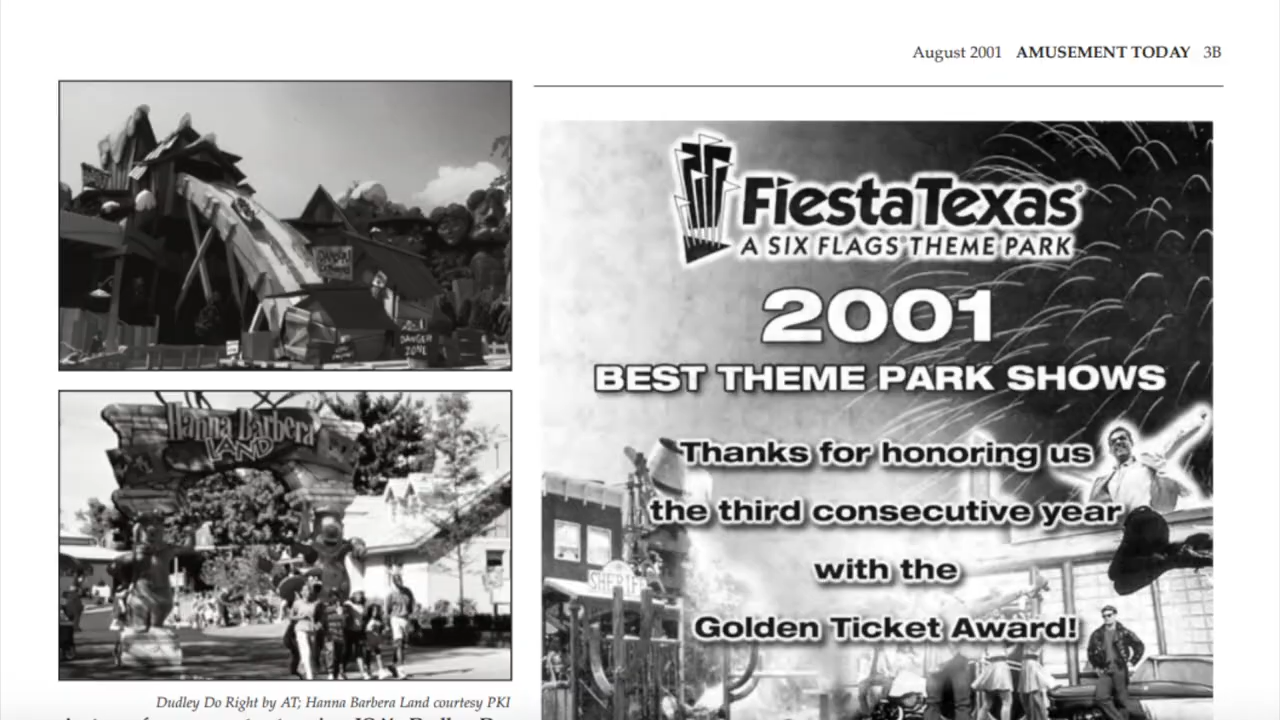 August 2001 AMUSEMENT TODAY 3B
DANGER
ZONE
Hanna Barbera
LAND
Dudley Do Right by AT; Hanna Barbera Land courtesy PKI
Fiesta Texas®
A SIX FLAGS® THEME PARK
2001
BEST THEME PARK SHOWS
Thanks for honoring us
the third consecutive year
with the
Golden Ticket Award!
SHERIFF